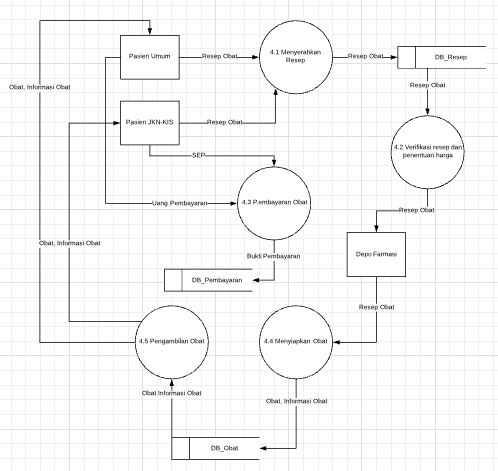 Pasien Umum
Resep Obat
4.1 Menyerahkan
Resep
Resep Obat
DB_Resep
Obat, Informasi Obat
Resep Obat
Pasien JKN-KIS
Resep Obat
4.2 Verifikasi resep dan
penentuan harga
SEP
Uang Pembayaran
4.3 Pembayaran Obat
Resep Obat
Obat, Informasi Obat
Bukti Pembayaran
Depo Farmasi
DB_Pembayaran
Resep Obat
4.5 Pengambilan Obat
4.4 Menyiapkan Obat
Obat Informasi Obat
Obat, Informasi Obat
DB_Obat